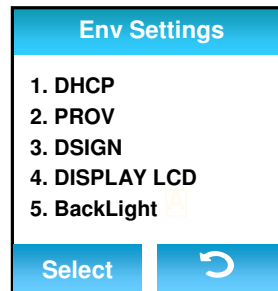 Env Settings
1. DHCP
2. PROV
3. DSIGN
4. DISPLAY LCD
5. BackLight
Select